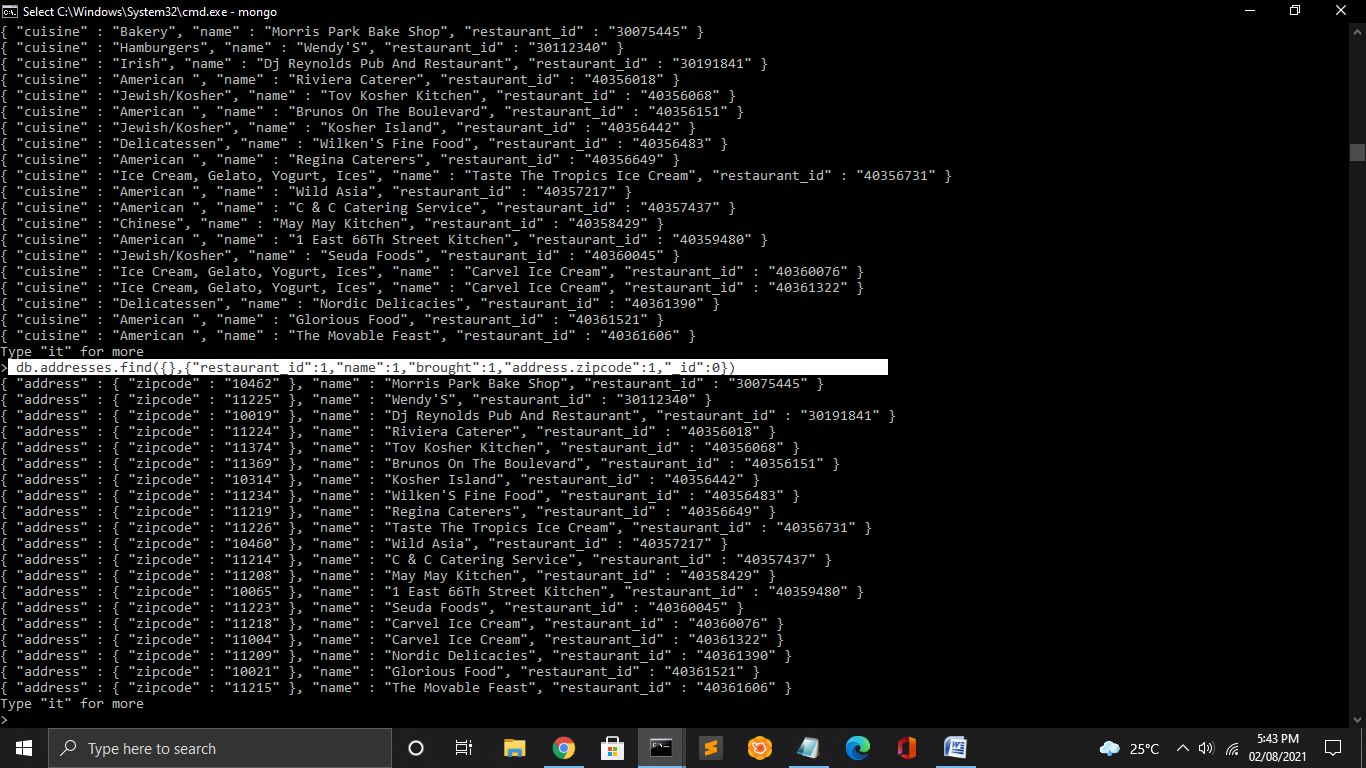 Select C:\Windows\System32\cmd.exe - mongo
{ "cuisine" : "Bakery", "name" : "Morris Park Bake Shop", "restaurant_id" : "30075445" }
{ "cuisine" : "Hamburgers", "name" : "Wendy'S", "restaurant_id" : "30112340" }
{ "cuisine" : "Irish", "name" : "Dj Reynolds Pub And Restaurant", "restaurant_id" : "30191841" }
{ "cuisine" : "American ", "name" : "Riviera Caterer", "restaurant_id" : "40356018" }
{ "cuisine" : "Jewish/Kosher", "name" : "Tov Kosher Kitchen", "restaurant_id" : "40356068" }
{ "cuisine" : "American ", "name" : "Brunos On The Boulevard", "restaurant_id" : "40356151" }
{ "cuisine" : "Jewish/Kosher", "name" : "Kosher Island", "restaurant_id" : "40356442" }
{ "cuisine" : "Delicatessen", "name" : "Wilken'S Fine Food", "restaurant_id" : "40356483" }
{ "cuisine" : "American ", "name" : "Regina Caterers", "restaurant_id" : "40356649" }
{ "cuisine" : "Ice Cream, Gelato, Yogurt, Ices", "name" : "Taste The Tropics Ice Cream", "restaurant_id" : "40356731" }
{ "cuisine" : "American ", "name" : "Wild Asia", "restaurant_id" : "40357217" }
{ "cuisine" : "American ", "name" : "C & C Catering Service", "restaurant_id" : "40357437" }
{ "cuisine" : "Chinese", "name" : "May May Kitchen", "restaurant_id" : "40358429" }
{ "cuisine" : "American ", "name" : "1 East 66Th Street Kitchen", "restaurant_id" : "40359480" }
{ "cuisine" : "Jewish/Kosher", "name" : "Seuda Foods", "restaurant_id" : "40360045" }
{ "cuisine" : "Ice Cream, Gelato, Yogurt, Ices", "name" : "Carvel Ice Cream", "restaurant_id" : "40360076" }
{ "cuisine" : "Ice Cream, Gelato, Yogurt, Ices", "name" : "Carvel Ice Cream", "restaurant_id" : "40361322" }
{ "cuisine" : "Delicatessen", "name" : "Nordic Delicacies", "restaurant_id" : "40361390" }
{ "cuisine" : "American ", "name" : "Glorious Food", "restaurant_id" : "40361521" }
{ "cuisine" : "American ", "name" : "The Movable Feast", "restaurant_id" : "40361606" }
Type "it" for more
> db.addresses.find({},{"restaurant_id":1,"name":1,"brought":1,"address.zipcode":1,"_id":0})
{ "address" : { "zipcode" : "10462" }, "name" : "Morris Park Bake Shop", "restaurant_id" : "30075445" }
{ "address" : { "zipcode" : "11225" }, "name" : "Wendy'S", "restaurant_id" : "30112340" }
{ "address" : { "zipcode" : "10019" }, "name" : "Dj Reynolds Pub And Restaurant", "restaurant_id" : "30191841" }
{ "address" : { "zipcode" : "11224" }, "name" : "Riviera Caterer", "restaurant_id" : "40356018" }
{ "address" : { "zipcode" : "11374" }, "name" : "Tov Kosher Kitchen", "restaurant_id" : "40356068" }
{ "address" : { "zipcode" : "11369" }, "name" : "Brunos On The Boulevard", "restaurant_id" : "40356151" }
{ "address" : { "zipcode" : "10314" }, "name" : "Kosher Island", "restaurant_id" : "40356442" }
{ "address" : { "zipcode" : "11234" }, "name" : "Wilken'S Fine Food", "restaurant_id" : "40356483" }
{ "address" : { "zipcode" : "11219" }, "name" : "Regina Caterers", "restaurant_id" : "40356649" }
{ "address" : { "zipcode" : "11226" }, "name" : "Taste The Tropics Ice Cream", "restaurant_id" : "40356731" }
{ "address" : { "zipcode" : "10460" }, "name" : "Wild Asia", "restaurant_id" : "40357217" }
{ "address" : { "zipcode" : "11214" }, "name" : "C & C Catering Service", "restaurant_id" : "40357437" }
{ "address" : { "zipcode" : "11208" }, "name" : "May May Kitchen", "restaurant_id" : "40358429" }
{ "address" : { "zipcode" : "10065" }, "name" : "1 East 66Th Street Kitchen", "restaurant_id" : "40359480" }
{ "address" : { "zipcode" : "11223" }, "name" : "Seuda Foods", "restaurant_id" : "40360045" }
{ "address" : { "zipcode" : "11218" }, "name" : "Carvel Ice Cream", "restaurant_id" : "40360076" }
{ "address" : { "zipcode" : "11004" }, "name" : "Carvel Ice Cream", "restaurant_id" : "40361322" }
{ "address" : { "zipcode" : "11209" }, "name" : "Nordic Delicacies", "restaurant_id" : "40361390" }
{ "address" : { "zipcode" : "10021" }, "name" : "Glorious Food", "restaurant_id" : "40361521" }
{ "address" : { "zipcode" : "11215" }, "name" : "The Movable Feast", "restaurant_id" : "40361606" }
Type "it" for more
>
Type here to search
25°C
5:43 PM
02/08/2021